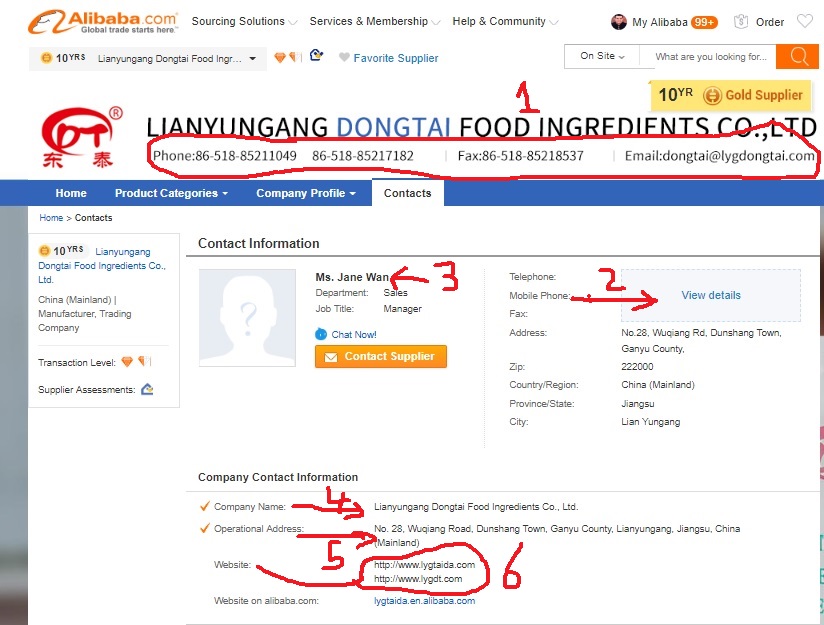 Alibaba.com
Global trade starts here.™
Sourcing Solutions Services & Membership Help & Community My Alibaba 99+ Order
10 YRS Lianyungang Dongtai Food Ingr... Favorite Supplier On Site What are you looking for...
10 YR Gold Supplier
1
®
东 泰
LIANYUNGANG DONGTAI FOOD INGREDIENTS CO.,LTD
Phone:86-518-85211049 86-518-85217182 | Fax:86-518-85218537 | Email:dongtai@lygdongtai.com
Home Product Categories Company Profile Contacts
Home > Contacts
10 YRS Lianyungang
Dongtai Food Ingredients Co.,
Ltd.
China (Mainland) |
Manufacturer, Trading
Company
Transaction Level:
Supplier Assessments:
Contact Information
?
Ms. Jane Wan
3
Department: Sales
Job Title: Manager
Chat Now!
Contact Supplier
Telephone:
Mobile Phone: 2 View details
Fax:
Address: No.28, Wuqiang Rd, Dunshang Town,
Ganyu County,
Zip: 222000
Country/Region: China (Mainland)
Province/State: Jiangsu
City: Lian Yungang
Company Contact Information
Company Name: 4 Lianyungang Dongtai Food Ingredients Co., Ltd.
Operational Address: No. 28, Wuqiang Road, Dunshang Town, Ganyu County, Lianyungang, Jiangsu, China
5 (Mainland)
Website: http://www.lygtaida.com
http://www.lygdt.com
6
Website on alibaba.com: lygtaida.en.alibaba.com